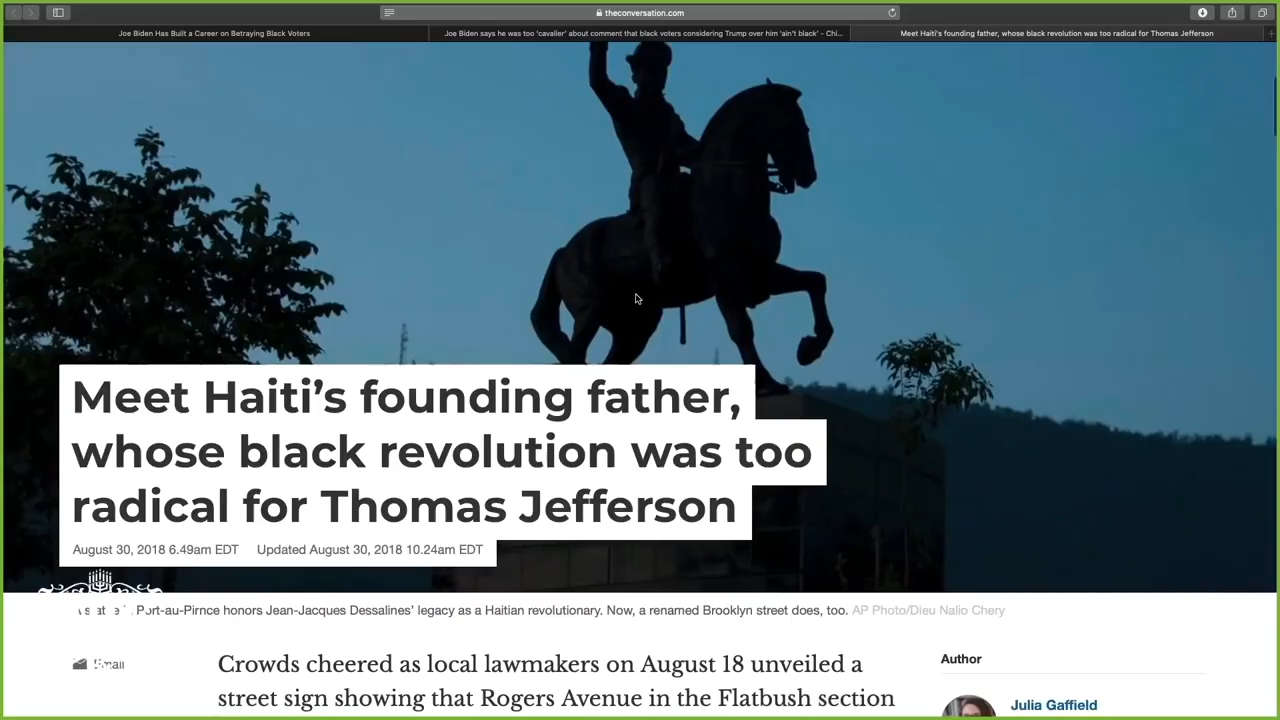 theconversation.com
Joe Biden Has Built a Career on Betraying Black Voters
Joe Biden says he was too 'cavalier' about comment that black voters considering Trump over him 'ain't black' - Chi...
Meet Haiti's founding father, whose black revolution was too radical for Thomas Jefferson
Meet Haiti's founding father,
whose black revolution was too
radical for Thomas Jefferson
August 30, 2018 6.49am EDT Updated August 30, 2018 10.24am EDT
Port-au-Pirnce honors Jean-Jacques Dessalines' legacy as a Haitian revolutionary. Now, a renamed Brooklyn street does, too. AP Photo/Dieu Nalio Chery
Email
Crowds cheered as local lawmakers on August 18 unveiled a
street sign showing that Rogers Avenue in the Flatbush section
Author
Julia Gaffield